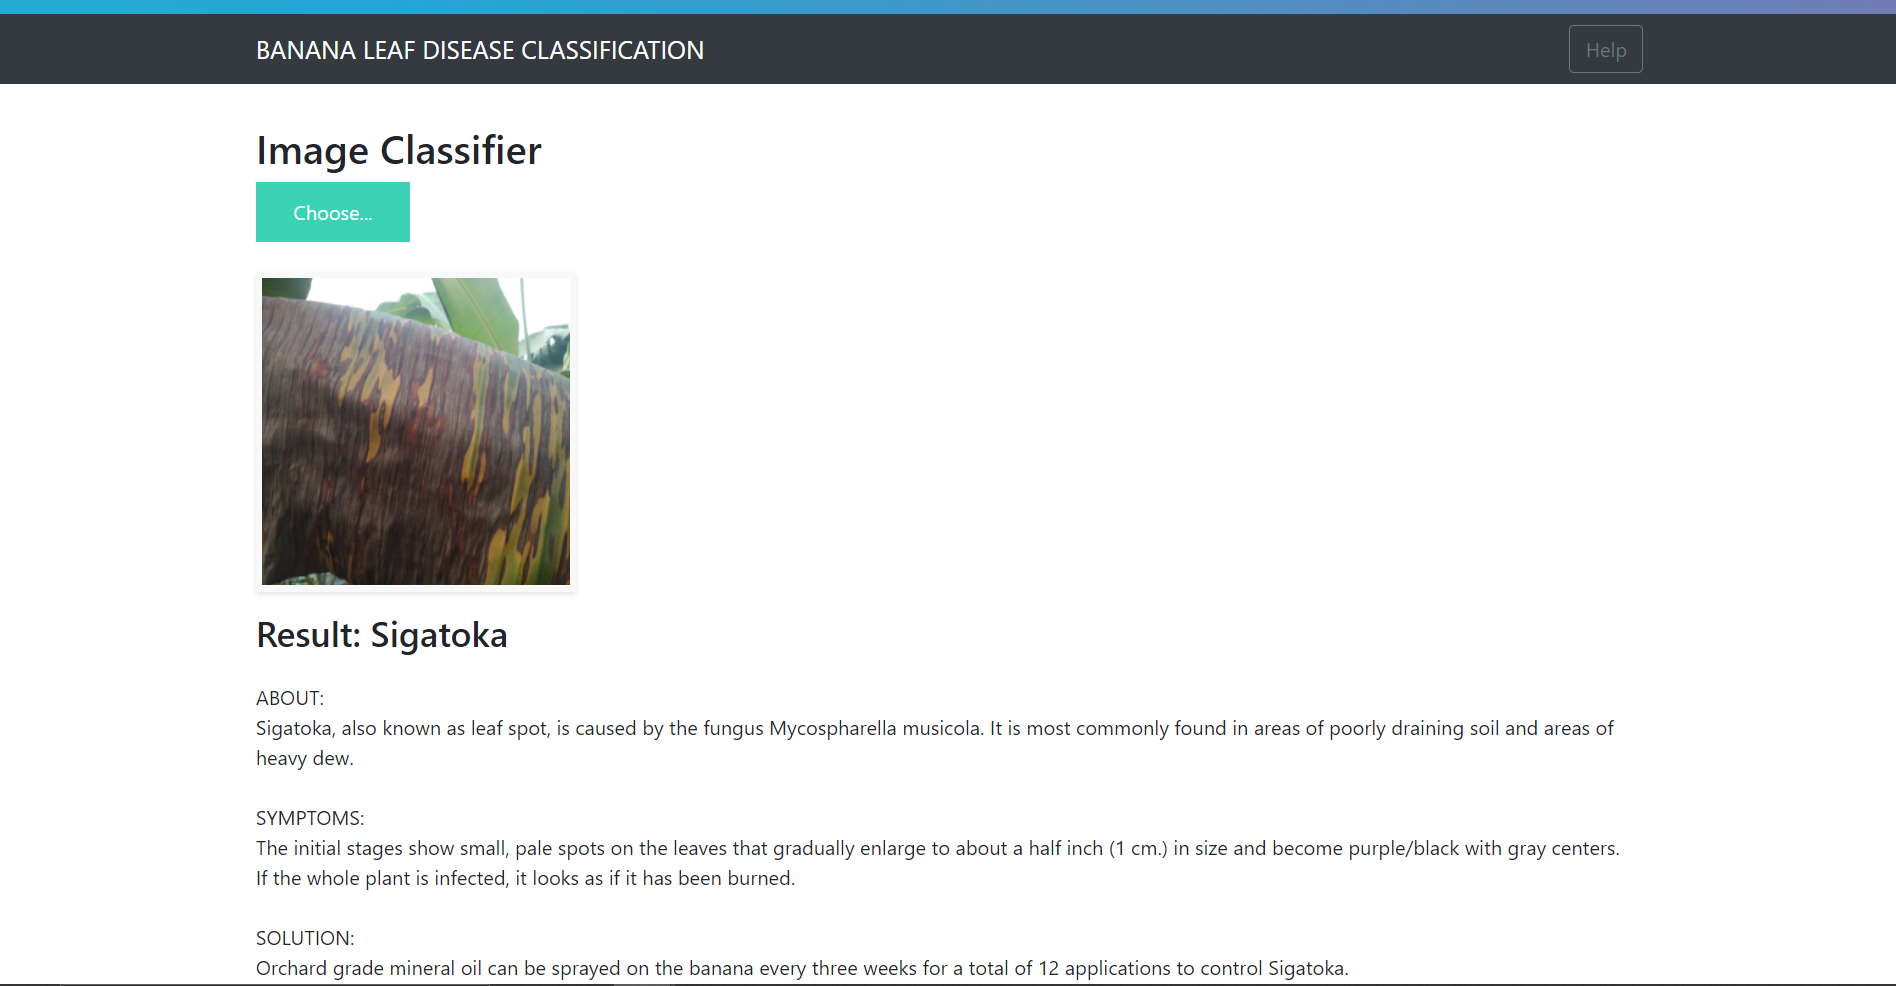 BANANA LEAF DISEASE CLASSIFICATION
Help
Image Classifier
Choose...
Result: Sigatoka
ABOUT:
Sigatoka, also known as leaf spot, is caused by the fungus Mycospharella musicola. It is most commonly found in areas of poorly draining soil and areas of
heavy dew.
SYMPTOMS:
The initial stages show small, pale spots on the leaves that gradually enlarge to about a half inch (1 cm.) in size and become purple/black with gray centers.
If the whole plant is infected, it looks as if it has been burned.
SOLUTION:
Orchard grade mineral oil can be sprayed on the banana every three weeks for a total of 12 applications to control Sigatoka.